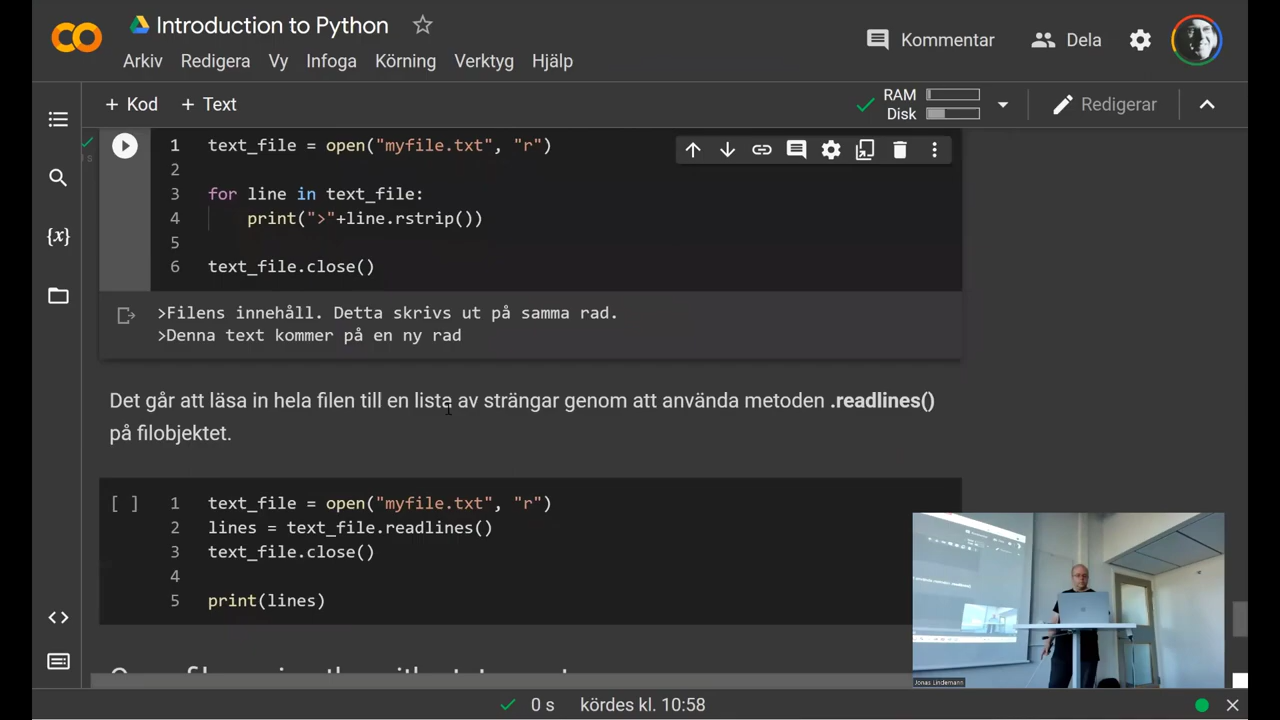 Introduction to Python
Arkiv Redigera Vy Infoga Körning Verktyg Hjälp
Kommentar Dela
+ Kod + Text
RAM
Disk
Redigerar
1 text_file = open("myfile.txt", "r")
2
3 for line in text_file:
4 print(">"+line.rstrip())
5
6 text_file.close()
>Filens innehåll. Detta skrivs ut på samma rad.
>Denna text kommer på en ny rad
Det går att läsa in hela filen till en lista av strängar genom att använda metoden .readlines()
på filobjektet.
[ ] 1 text_file = open("myfile.txt", "r")
2 lines = text_file.readlines()
3 text_file.close()
4
5 print(lines)
Jonas Lindemann
0 s kördes kl. 10:58